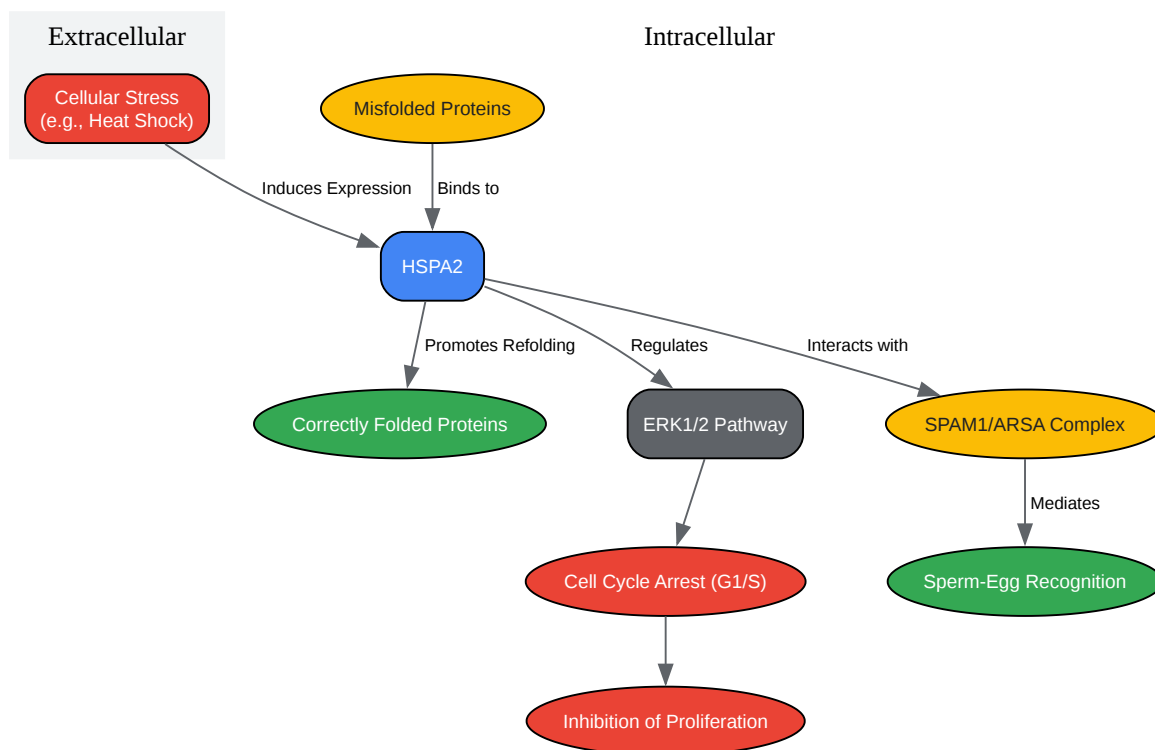 Extracellular
Intracellular
Cellular Stress
(e.g., Heat Shock)
Misfolded Proteins
Induces Expression
Binds to
HSPA2
Promotes Refolding
Regulates
Interacts with
Correctly Folded Proteins
ERK1/2 Pathway
SPAM1/ARSA Complex
Mediates
Cell Cycle Arrest (G1/S)
Sperm-Egg Recognition
Inhibition of Proliferation